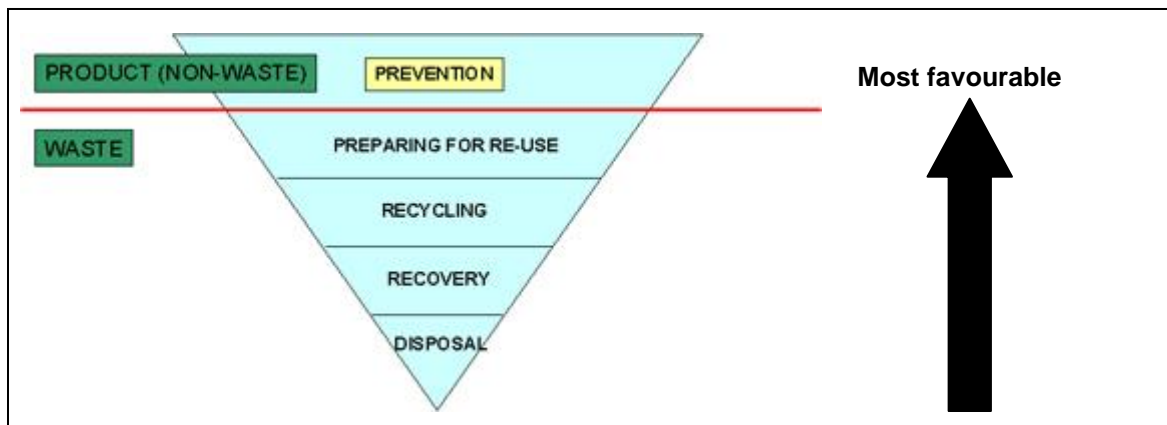 PRODUCT (NON-WASTE)
PREVENTION
Most favourable
WASTE
PREPARING FOR RE-USE
RECYCLING
RECOVERY
DISPOSAL